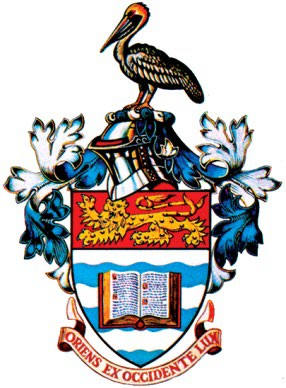 ORIENS EX OCCIDENTE LUX